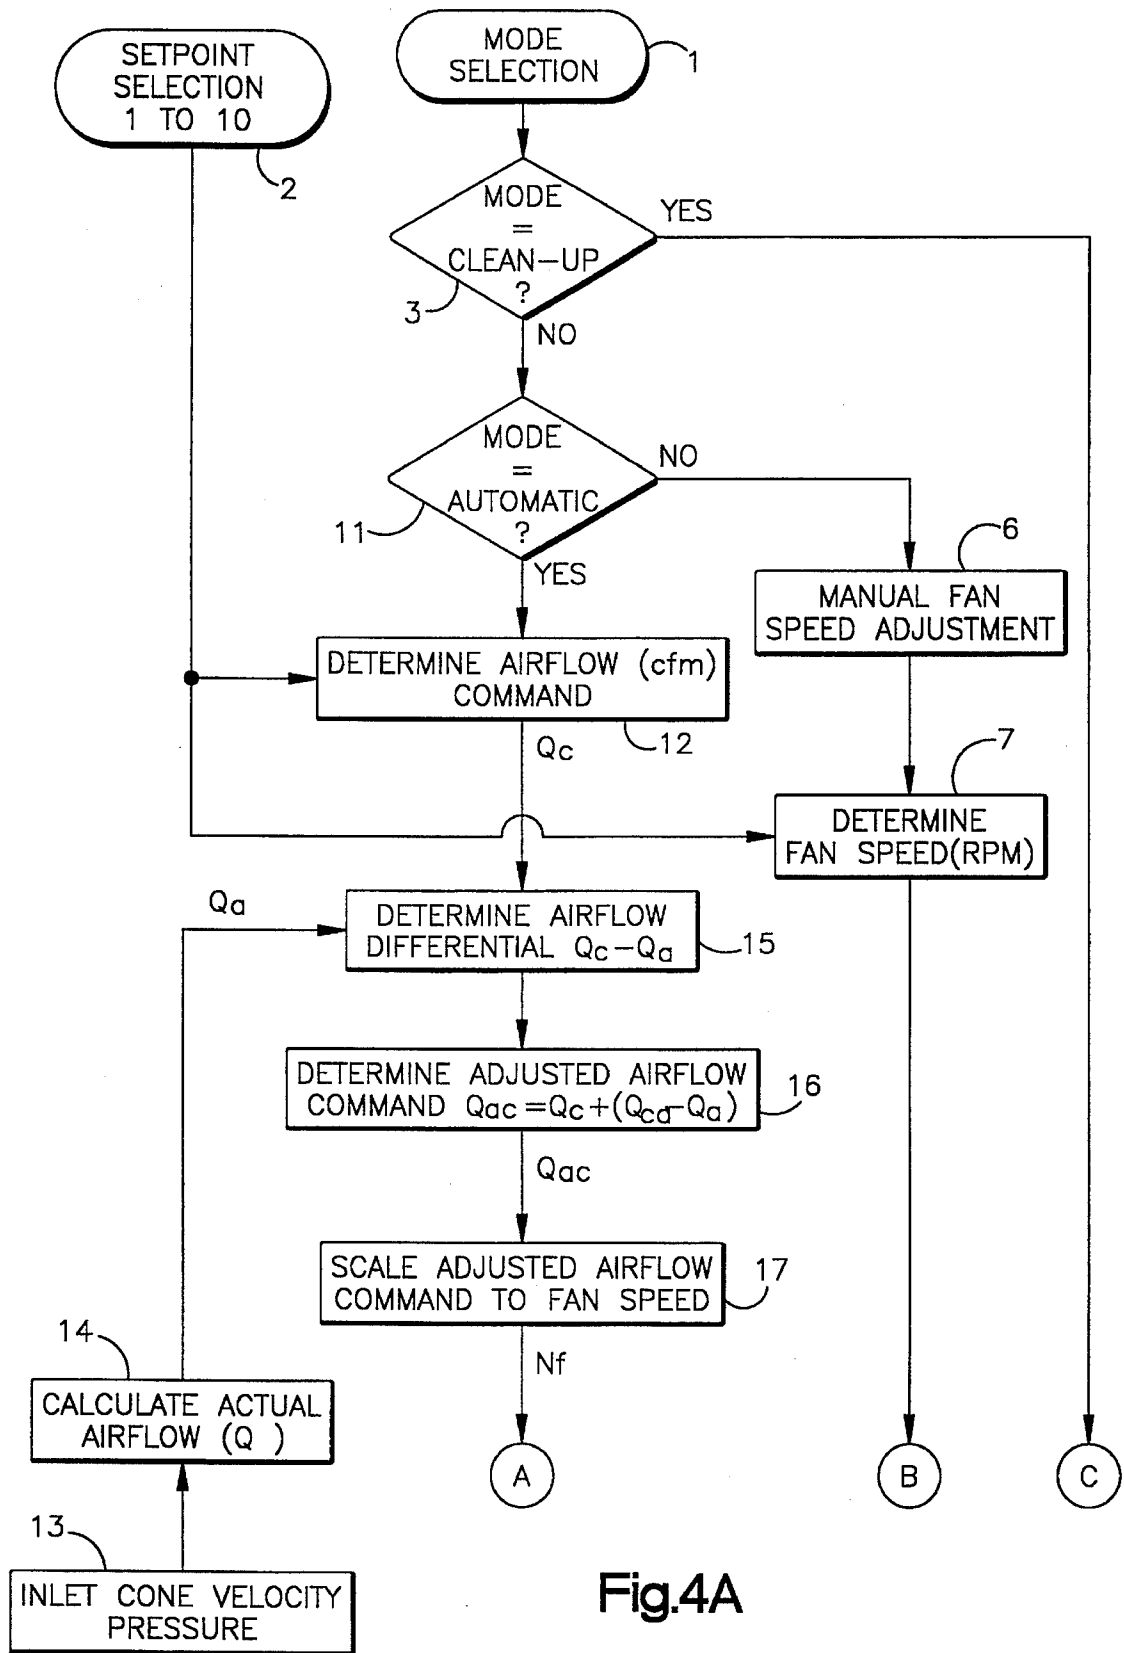 SETPOINT
SELECTION
1 TO 10
2
MODE
SELECTION
1
MODE
=
CLEAN-UP
?
3
YES
NO
MODE
=
AUTOMATIC
?
11
NO
YES
6
MANUAL FAN
SPEED ADJUSTMENT
DETERMINE AIRFLOW (cfm)
COMMAND
12
Qc
7
DETERMINE
FAN SPEED(RPM)
Qa
DETERMINE AIRFLOW
DIFFERENTIAL Qc-Qa
15
DETERMINE ADJUSTED AIRFLOW
COMMAND Qac=Qc+(Qca-Qa)
16
Qac
SCALE ADJUSTED AIRFLOW
COMMAND TO FAN SPEED
17
Nf
14
CALCULATE ACTUAL
AIRFLOW (Q )
A
B
C
13
INLET CONE VELOCITY
PRESSURE
Fig.4A